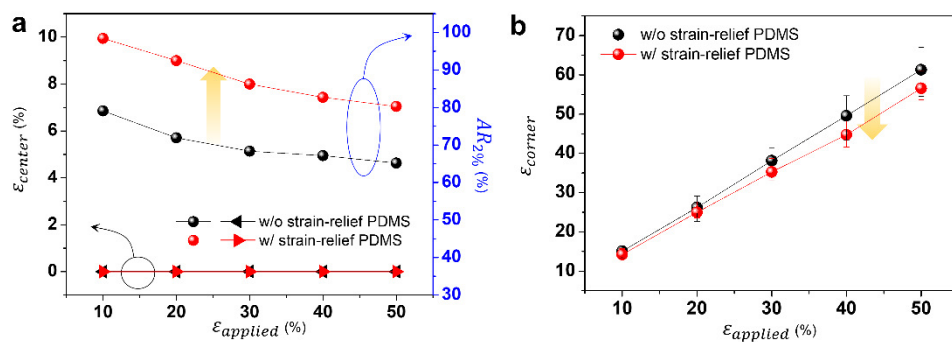 a
10
8
6
4
2
0
ε_center (%)
100
90
80
70
60
50
40
30
AR_2% (%)
w/o strain-relief PDMS
w/ strain-relief PDMS
10 20 30 40 50
ε_applied (%)
b
w/o strain-relief PDMS
w/ strain-relief PDMS
70
60
50
40
30
20
10
ε_corner
10 20 30 40 50
ε_applied (%)